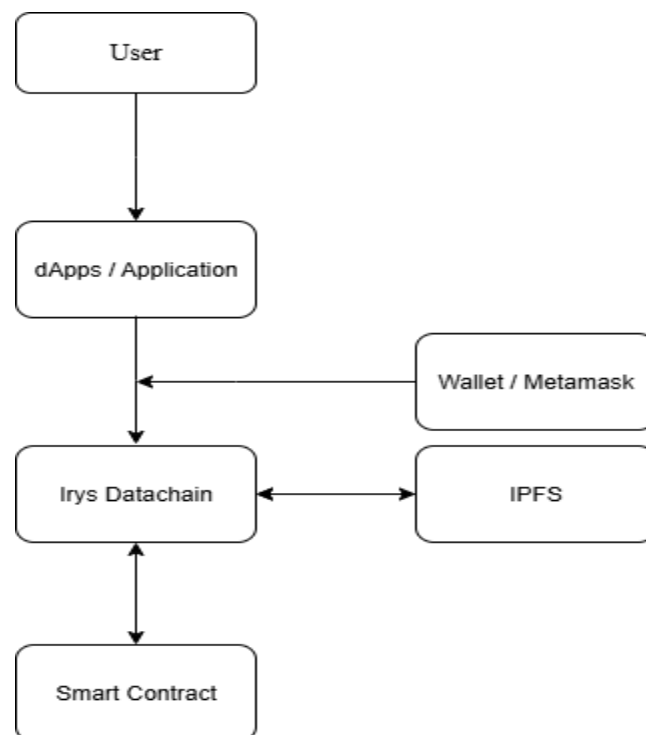 User
dApps / Application
Wallet / Metamask
Irys Datachain
IPFS
Smart Contract